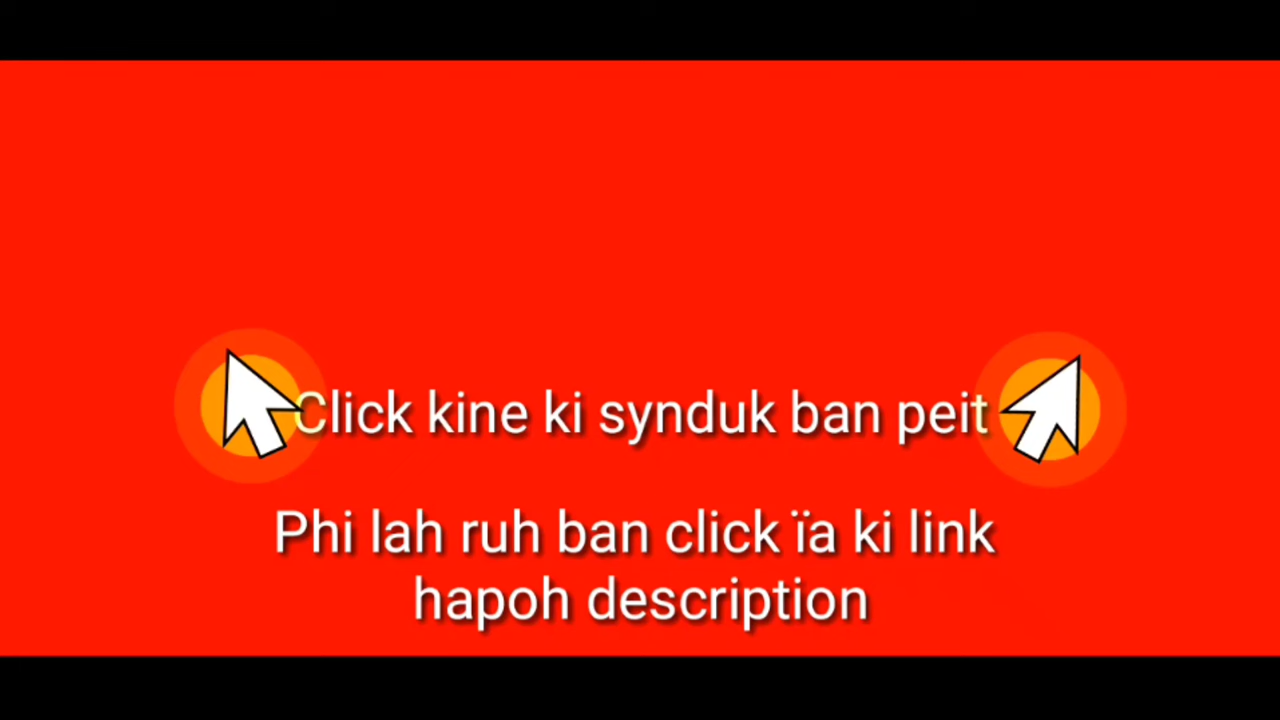 Click kine ki synduk ban peit
Phi lah ruh ban click ïa ki link
hapoh description